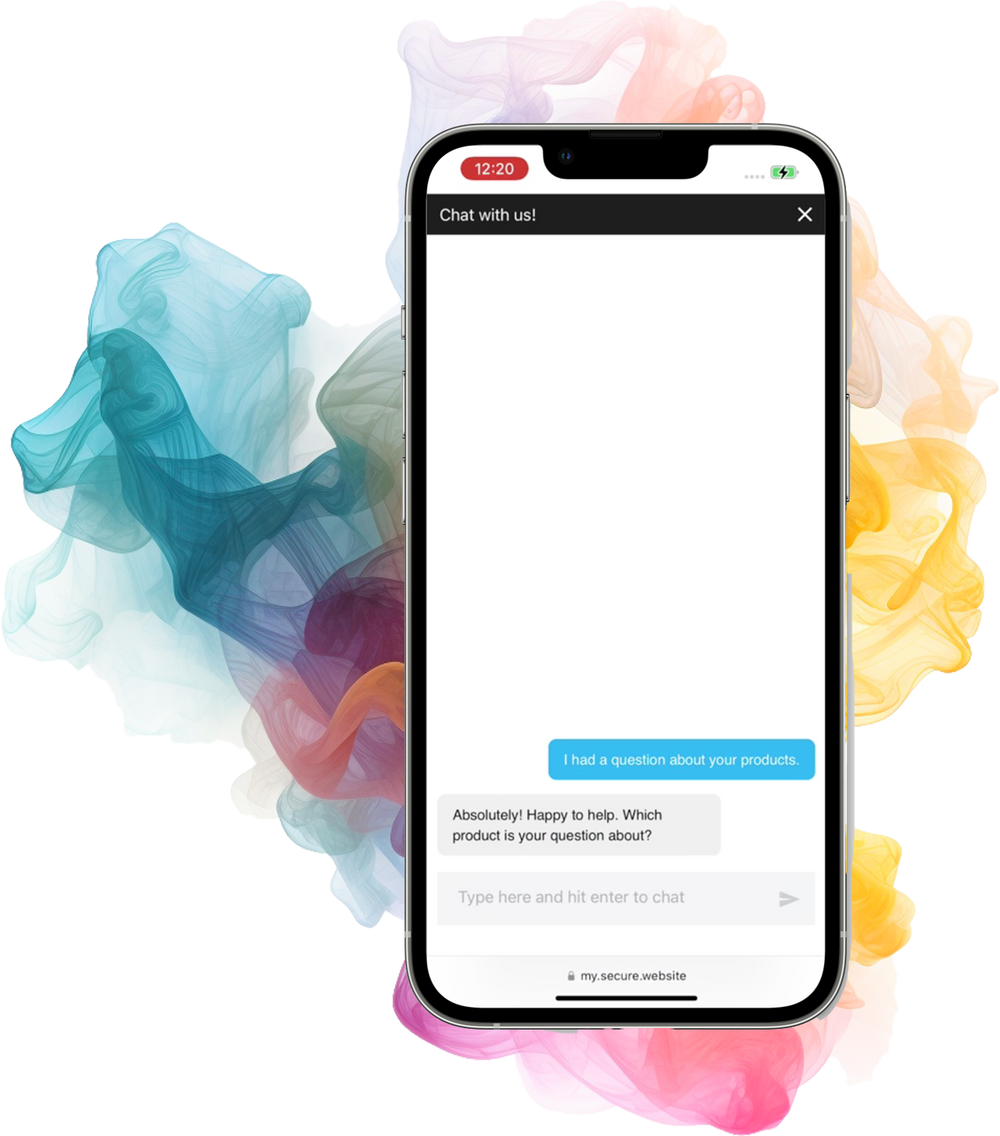 12:20
Chat with us!
I had a question about your products.
Absolutely! Happy to help. Which
product is your question about?
Type here and hit enter to chat
my.secure.website